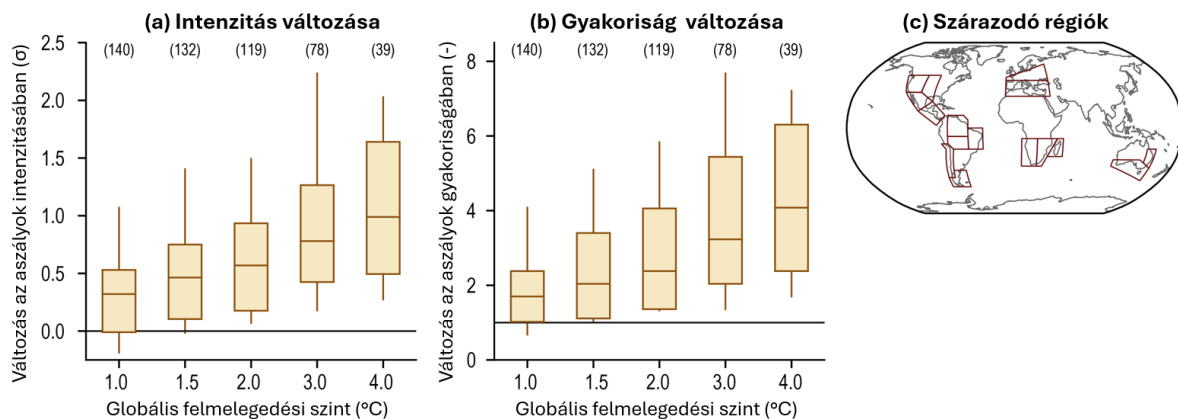 (a) Intenzitás változása
(140) (132) (119) (78) (39)
Változás az aszályok intenzitásában (σ)
2.5
2.0
1.5
1.0
0.5
0.0
1.0 1.5 2.0 3.0 4.0
Globális felmelegedési szint (°C)
(b) Gyakoriság változása
(140) (132) (119) (78) (39)
Változás az aszályok gyakoriságában (-)
8
6
4
2
0
1.0 1.5 2.0 3.0 4.0
Globális felmelegedési szint (°C)
(c) Szárazodó régiók